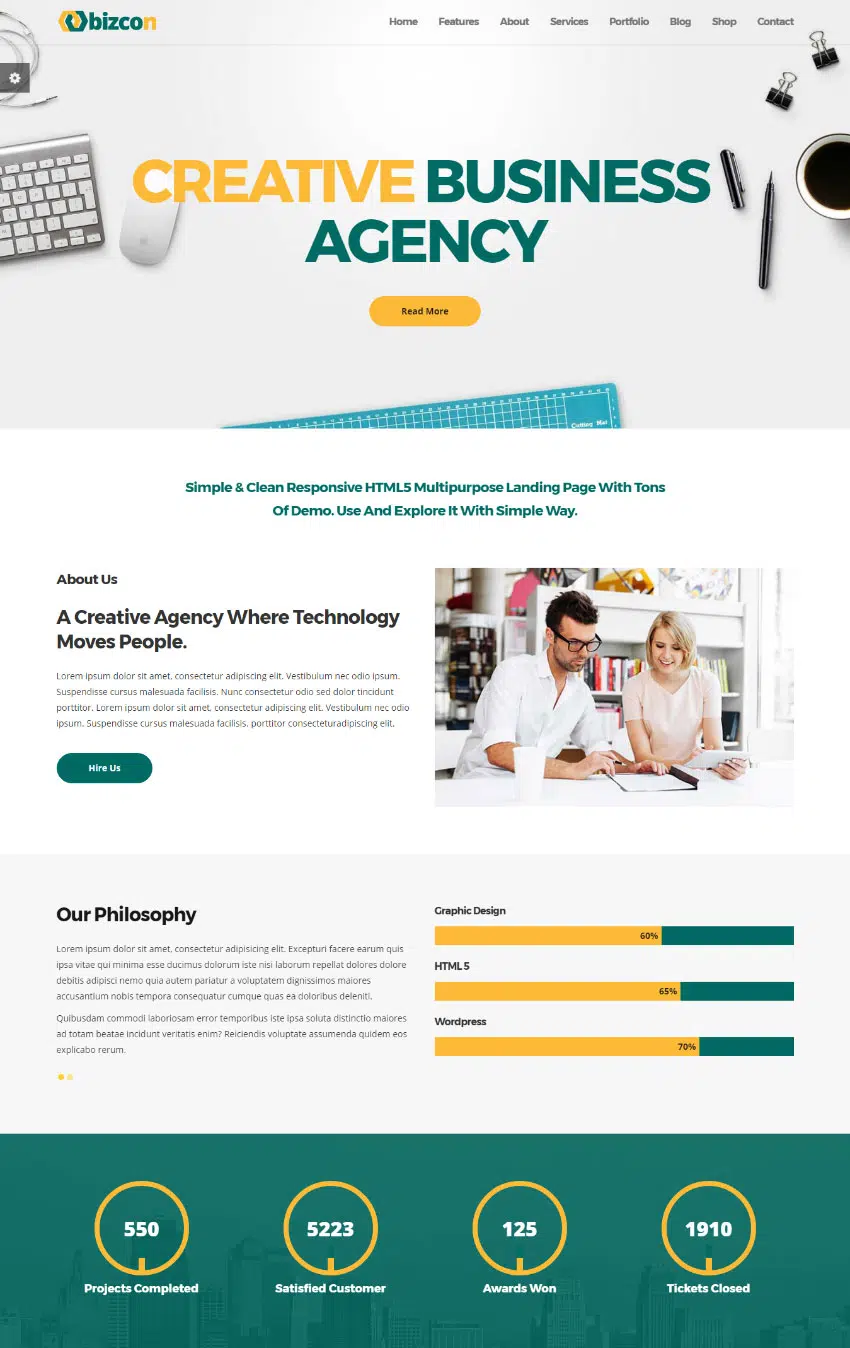 bizcon
Home Features About Services Portfolio Blog Shop Contact
CREATIVE BUSINESS
AGENCY
Read More
Cutting Mat
Simple & Clean Responsive HTML5 Multipurpose Landing Page With Tons
Of Demo. Use And Explore It With Simple Way.
About Us
A Creative Agency Where Technology
Moves People.
Lorem ipsum dolor sit amet, consectetur adipiscing elit. Vestibulum nec odio ipsum.
Suspendisse cursus malesuada facilisis. Nunc consectetur odio sed dolor tincidunt
porttitor. Lorem ipsum dolor sit amet, consectetur adipiscing elit. Vestibulum nec odio
ipsum. Suspendisse cursus malesuada facilisis. porttitor consecteturadipiscing elit.
Hire Us
Our Philosophy
Lorem ipsum dolor sit amet, consectetur adipisicing elit. Excepturi facere earum quis
ipsa vitae qui minima esse ducimus dolorum iste nisi laborum repellat dolores dolore
debitis adipisci nemo quia autem pariatur a voluptatem dignissimos maiores
accusantium nobis tempora consequatur cumque quas ea doloribus deleniti.
Quibusdam commodi laboriosam error temporibus iste ipsa soluta distinctio maiores
ad totam beatae incidunt veritatis enim? Reiciendis voluptate assumenda quidem eos
explicabo rerum.
Graphic Design
60%
HTML 5
65%
Wordpress
70%
550
Projects Completed
5223
Satisfied Customer
125
Awards Won
1910
Tickets Closed